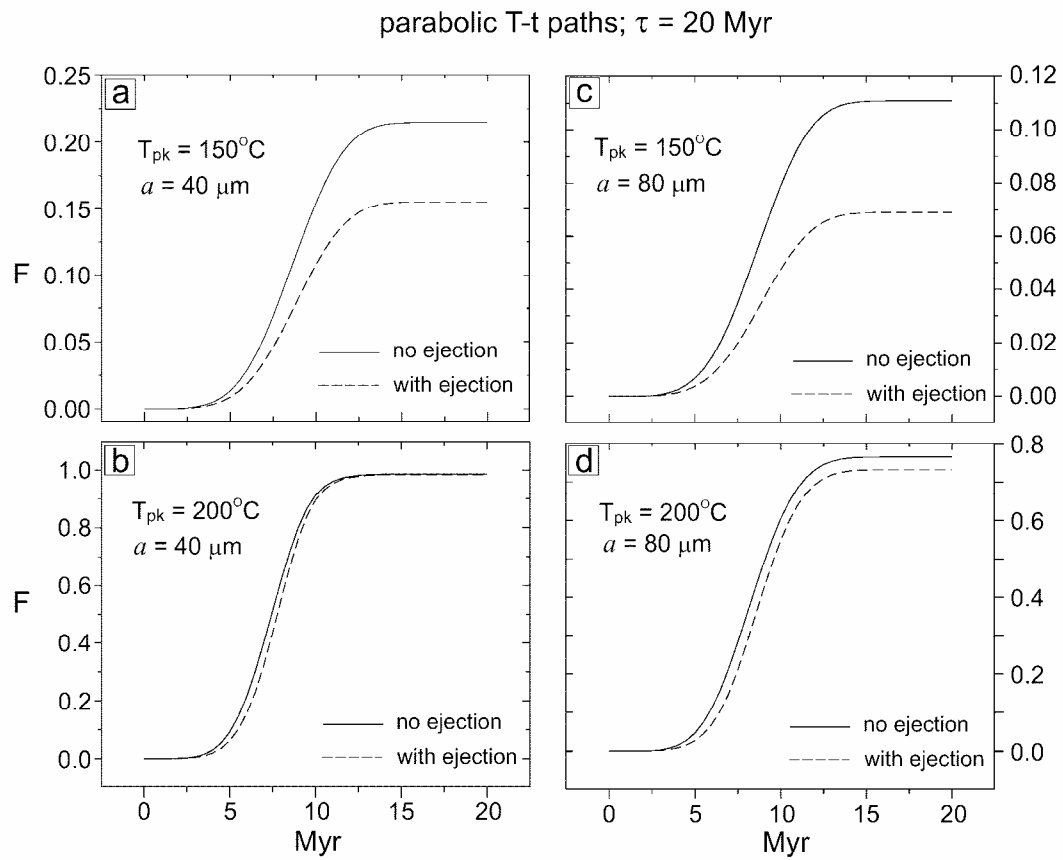 parabolic T-t paths; τ = 20 Myr
a
T_pk = 150°C
a = 40 μm
F
0.25
0.20
0.15
0.10
0.05
0.00
no ejection
with ejection
c
T_pk = 150°C
a = 80 μm
0.12
0.10
0.08
0.06
0.04
0.02
0.00
no ejection
with ejection
b
T_pk = 200°C
a = 40 μm
F
1.0
0.8
0.6
0.4
0.2
0.0
no ejection
with ejection
0 5 10 15 20
Myr
d
T_pk = 200°C
a = 80 μm
0.8
0.6
0.4
0.2
0.0
no ejection
with ejection
0 5 10 15 20
Myr